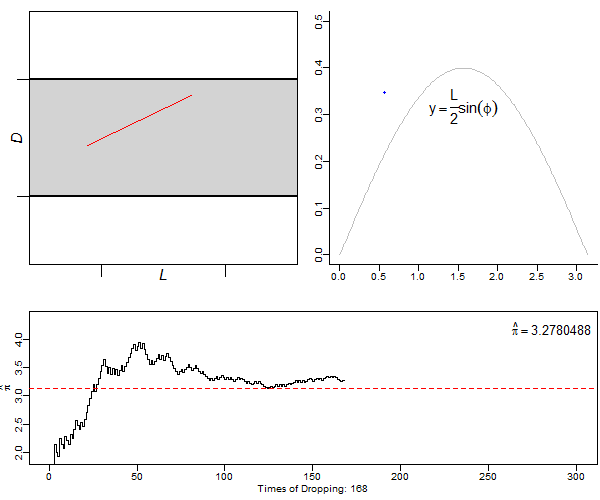 D
L
0.0 0.1 0.2 0.3 0.4 0.5
y = L/2 sin(ϕ)
0.0 0.5 1.0 1.5 2.0 2.5 3.0
π̂
2.0 2.5 3.0 3.5 4.0
π̂ = 3.2780488
0 50 100 150 200 250 300
Times of Dropping: 168